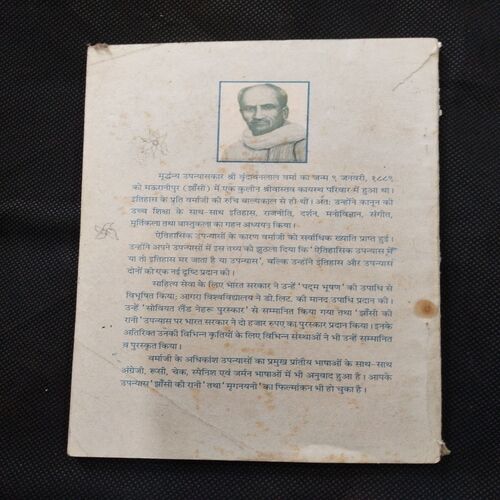 मूर्द्धन्य उपन्यासकार श्री वृंदावनलाल वर्मा का जन्म ९ जनवरी, १८८९
को मऊरानीपुर (झाँसी) में एक कुलीन श्रीवास्तव कायस्थ परिवार में हुआ था।
इतिहास के प्रति वर्माजी की रुचि बाल्यकाल से ही थी। अतः उन्होंने कानून की
उच्च शिक्षा के साथ-साथ इतिहास, राजनीति, दर्शन, मनोविज्ञान, संगीत,
मूर्तिकला तथा वास्तुकला का गहन अध्ययन किया।
ऐतिहासिक उपन्यासों के कारण वर्माजी को सर्वाधिक ख्याति प्राप्त हुई।
उन्होंने अपने उपन्यासों में इस तथ्य को झुठला दिया कि 'ऐतिहासिक उपन्यास में
या तो इतिहास मर जाता है या उपन्यास', बल्कि उन्होंने इतिहास और उपन्यास
दोनों को एक नई दृष्टि प्रदान की।
साहित्य सेवा के लिए भारत सरकार ने उन्हें 'पद्म भूषण' की उपाधि से
विभूषित किया; आगरा विश्वविद्यालय ने डी.लिट. की मानद उपाधि प्रदान की।
उन्हें 'सोवियत लैंड नेहरू पुरस्कार' से सम्मानित किया गया तथा 'झाँसी की
रानी' उपन्यास पर भारत सरकार ने दो हजार रुपए का पुरस्कार प्रदान किया। इनके
अतिरिक्त उनकी विभिन्न कृतियों के लिए विभिन्न संस्थाओं ने भी उन्हें सम्मानित
व पुरस्कृत किया।
वर्माजी के अधिकांश उपन्यासों का प्रमुख प्रांतीय भाषाओं के साथ-साथ
अंग्रेजी, रूसी, चेक, स्पेनिश एवं जर्मन भाषाओं में भी अनुवाद हुआ है। आपके
उपन्यास 'झाँसी की रानी' तथा 'मृगनयनी' का फिल्मांकन भी हो चुका है।